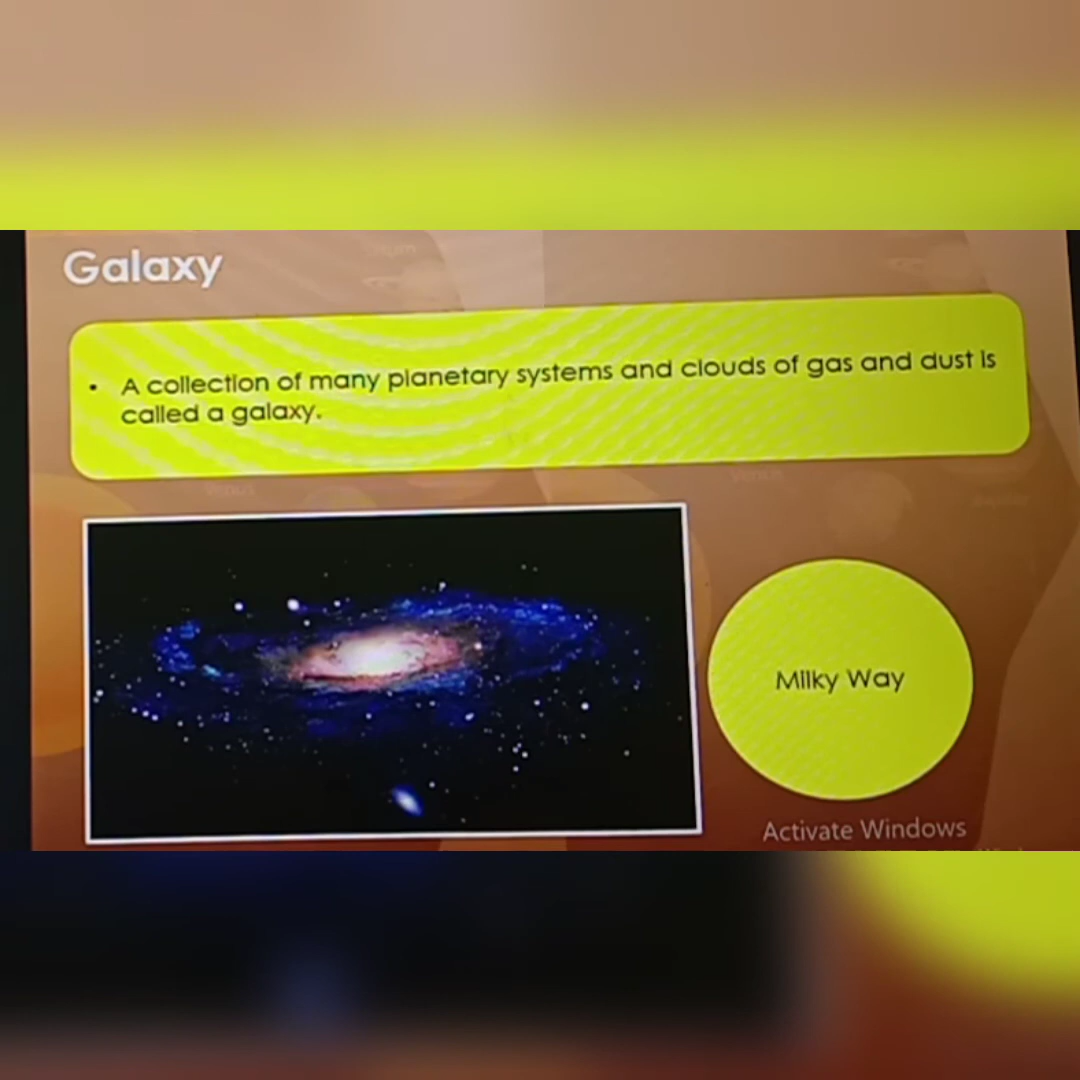 Galaxy
• A collection of many planetary systems and clouds of gas and dust is
called a galaxy.
Milky Way
Activate Windows